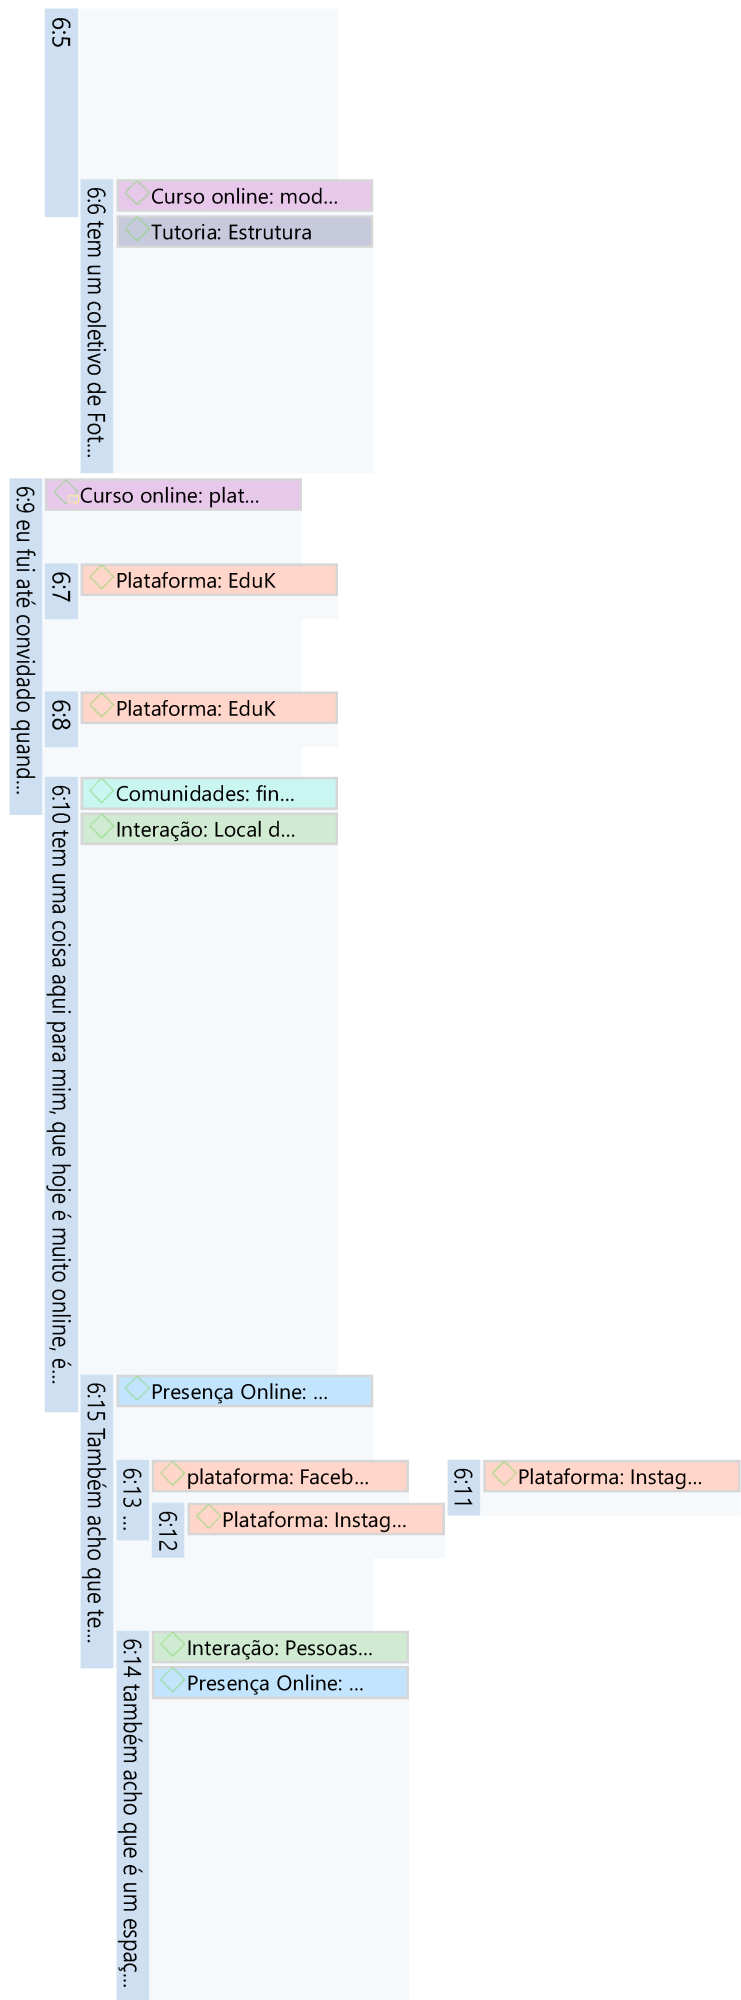 6:5
6:6 tem um coletivo de Fot...
Curso online: mod...
Tutoria: Estrutura
6:9 eu fui até convidado quand...
Curso online: plat...
6:7
Plataforma: EduK
6:8
Plataforma: EduK
6:10 tem uma coisa aqui para mim, que hoje é muito online, é...
Comunidades: fin...
Interação: Local d...
6:15 Também acho que te...
Presença Online: ...
6:13 ...
plataforma: Faceb...
6:11
Plataforma: Instag...
6:12
Plataforma: Instag...
6:14 também acho que é um espaç...
Interação: Pessoas...
Presença Online: ...